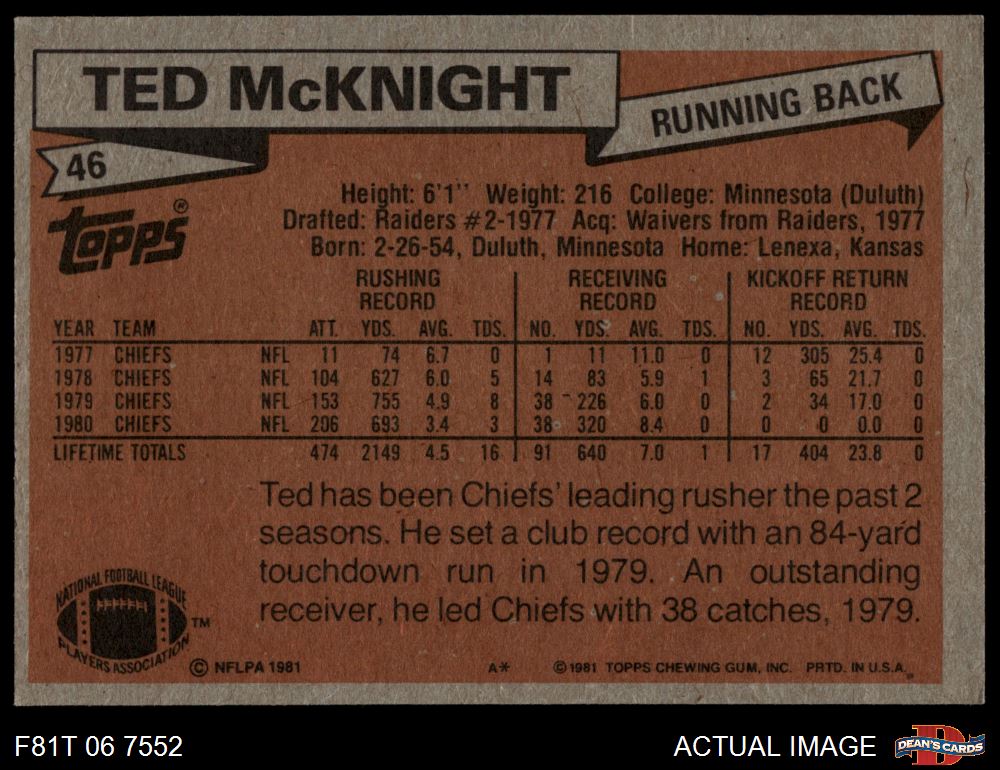 TED McKNIGHT
RUNNING BACK
46
TOPPS®
Height: 6'1" Weight: 216 College: Minnesota (Duluth)
Drafted: Raiders #2-1977 Acq: Waivers from Raiders, 1977
Born: 2-26-54, Duluth, Minnesota Home: Lenexa, Kansas
RUSHING RECORD RECEIVING RECORD KICKOFF RETURN RECORD
YEAR TEAM ATT. YDS. AVG. TDS. NO. YDS. AVG. TDS. NO. YDS. AVG. TDS.
1977 CHIEFS NFL 11 74 6.7 0 1 11 11.0 0 12 305 25.4 0
1978 CHIEFS NFL 104 627 6.0 5 14 83 5.9 1 3 65 21.7 0
1979 CHIEFS NFL 153 755 4.9 8 38 226 6.0 0 2 34 17.0 0
1980 CHIEFS NFL 206 693 3.4 3 38 320 8.4 0 0 0 0.0 0
LIFETIME TOTALS 474 2149 4.5 16 91 640 7.0 1 17 404 23.8 0
Ted has been Chiefs' leading rusher the past 2
seasons. He set a club record with an 84-yard
touchdown run in 1979. An outstanding
receiver, he led Chiefs with 38 catches, 1979.
NATIONAL FOOTBALL LEAGUE
PLAYERS ASSOCIATION
TM
© NFLPA 1981 A* © 1981 TOPPS CHEWING GUM, INC. PRTD. IN U.S.A.
F81T 06 7552 ACTUAL IMAGE D DEAN'S CARDS